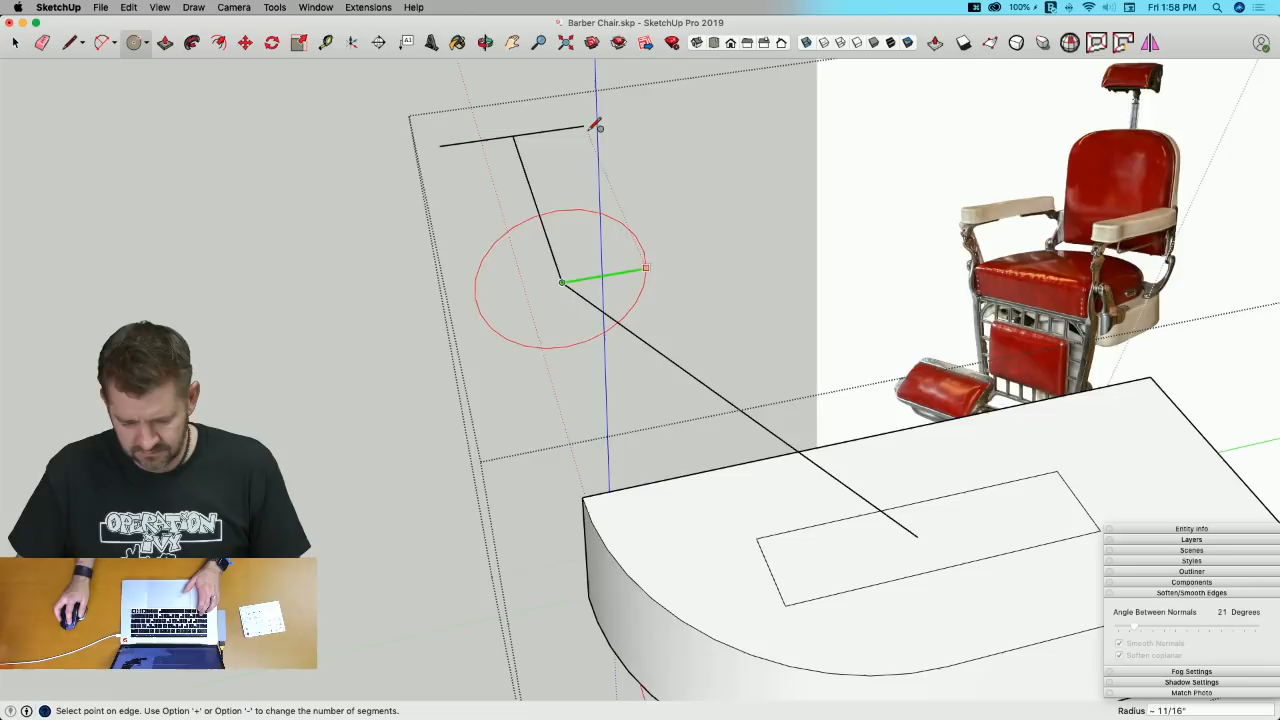 SketchUp File Edit View Draw Camera Tools Window Extensions Help
100% Fri 1:58 PM
Barber Chair.skp - SketchUp Pro 2019
OPERATION
IVY
Entity Info
Layers
Scenes
Styles
Outliner
Components
Soften/Smooth Edges
Angle Between Normals 21 Degrees
Smooth Normals
Soften coplanar
Fog Settings
Shadow Settings
Match Photo
Select point on edge. Use Option '+' or Option '-' to change the number of segments.
Radius ~ 11/16"